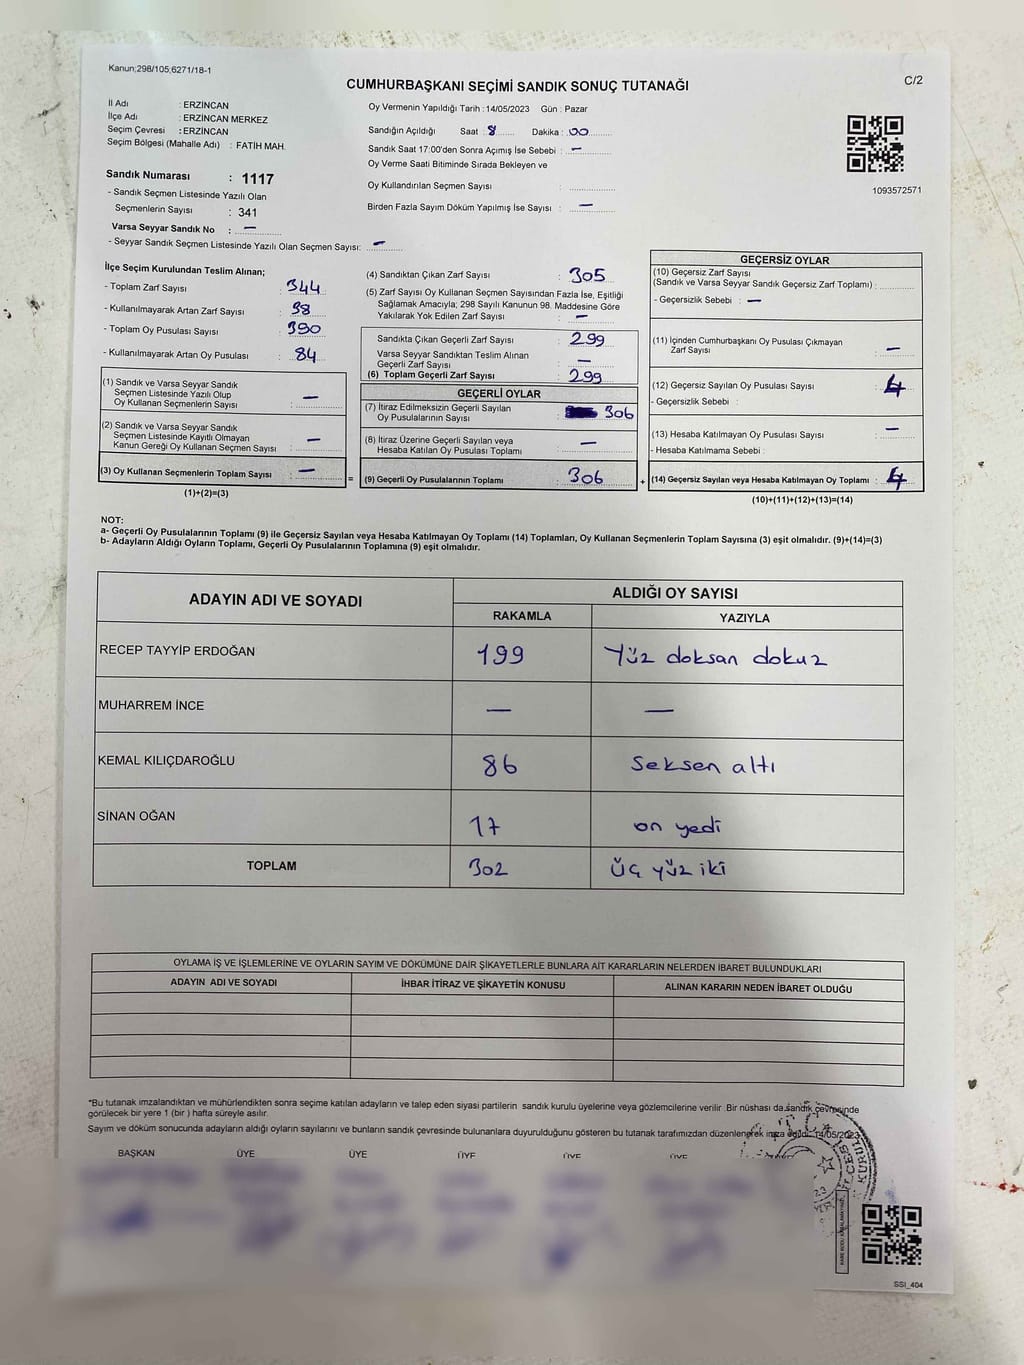 Kanun;298/105;6271/18-1
C/2
CUMHURBAŞKANI SEÇİMİ SANDIK SONUÇ TUTANAĞI
İl Adı : ERZİNCAN
İlçe Adı : ERZİNCAN MERKEZ
Seçim Çevresi : ERZİNCAN
Seçim Bölgesi (Mahalle Adı) : FATİH MAH.
Oy Vermenin Yapıldığı Tarih : 14/05/2023 Gün : Pazar
Sandığın Açıldığı Saat : 8 Dakika : 00
Sandık Saat 17:00'den Sonra Açımış İse Sebebi : —
Oy Verme Saati Bitiminde Sırada Bekleyen ve
Oy Kullandırılan Seçmen Sayısı :
Birden Fazla Sayım Döküm Yapılmış İse Sayısı : —
1093572571
Sandık Numarası : 1117
- Sandık Seçmen Listesinde Yazılı Olan
Seçmenlerin Sayısı : 341
Varsa Seyyar Sandık No : —
- Seyyar Sandık Seçmen Listesinde Yazılı Olan Seçmen Sayısı: —
İlçe Seçim Kurulundan Teslim Alınan;
- Toplam Zarf Sayısı : 344
- Kullanılmayarak Artan Zarf Sayısı : 38
- Toplam Oy Pusulası Sayısı : 390
- Kullanılmayarak Artan Oy Pusulası : 84
(1) Sandık ve Varsa Seyyar Sandık
Seçmen Listesinde Yazılı Olup
Oy Kullanan Seçmenlerin Sayısı : —
(2) Sandık ve Varsa Seyyar Sandık
Seçmen Listesinde Kayıtlı Olmayan
Kanun Gereği Oy Kullanan Seçmen Sayısı : —
(3) Oy Kullanan Seçmenlerin Toplam Sayısı : —
(1)+(2)=(3)
=
(4) Sandıktan Çıkan Zarf Sayısı : 305
(5) Zarf Sayısı Oy Kullanan Seçmen Sayısından Fazla İse, Eşitliği
Sağlamak Amacıyla; 298 Sayılı Kanunun 98. Maddesine Göre
Yakılarak Yok Edilen Zarf Sayısı : —
Sandıkta Çıkan Geçerli Zarf Sayısı : 299
Varsa Seyyar Sandıktan Teslim Alınan
Geçerli Zarf Sayısı : —
(6) Toplam Geçerli Zarf Sayısı : 299
GEÇERLİ OYLAR
(7) İtiraz Edilmeksizin Geçerli Sayılan
Oy Pusulalarının Sayısı : 306
(8) İtiraz Üzerine Geçerli Sayılan veya
Hesaba Katılan Oy Pusulası Toplamı : —
(9) Geçerli Oy Pusulalarının Toplamı : 306
+
GEÇERSİZ OYLAR
(10) Geçersiz Zarf Sayısı
(Sandık ve Varsa Seyyar Sandık Geçersiz Zarf Toplamı) :
- Geçersizlik Sebebi : —
(11) İçinden Cumhurbaşkanı Oy Pusulası Çıkmayan
Zarf Sayısı : —
(12) Geçersiz Sayılan Oy Pusulası Sayısı : 4
- Geçersizlik Sebebi :
(13) Hesaba Katılmayan Oy Pusulası Sayısı : —
- Hesaba Katılmama Sebebi :
(14) Geçersiz Sayılan veya Hesaba Katılmayan Oy Toplamı : 4
(10)+(11)+(12)+(13)=(14)
NOT:
a- Geçerli Oy Pusulalarının Toplamı (9) ile Geçersiz Sayılan veya Hesaba Katılmayan Oy Toplamı (14) Toplamları, Oy Kullanan Seçmenlerin Toplam Sayısına (3) eşit olmalıdır. (9)+(14)=(3)
b- Adayların Aldığı Oyların Toplamı, Geçerli Oy Pusulalarının Toplamına (9) eşit olmalıdır.
ADAYIN ADI VE SOYADI
ALDIĞI OY SAYISI
RAKAMLA YAZIYLA
RECEP TAYYİP ERDOĞAN 199 Yüz doksan dokuz
MUHARREM İNCE — —
KEMAL KILIÇDAROĞLU 86 Seksen altı
SİNAN OĞAN 17 on yedi
TOPLAM 302 Üç yüz iki
OYLAMA İŞ VE İŞLEMLERİNE VE OYLARIN SAYIM VE DÖKÜMÜNE DAİR ŞİKAYETLERLE BUNLARA AİT KARARLARIN NELERDEN İBARET BULUNDUKLARI
ADAYIN ADI VE SOYADI İHBAR İTİRAZ VE ŞİKAYETİN KONUSU ALINAN KARARIN NEDEN İBARET OLDUĞU
*Bu tutanak imzalandıktan ve mühürlendikten sonra seçime katılan adayların ve talep eden siyasi partilerin sandık kurulu üyelerine veya gözlemcilerine verilir. Bir nüshası da sandık çevresinde
görülecek bir yere 1 (bir ) hafta süreyle asılır.
Sayım ve döküm sonucunda adayların aldığı oyların sayılarını ve bunların sandık çevresinde bulunanlara duyurulduğunu gösteren bu tutanak tarafımızdan düzenlenerek imza edildi. 14/05/2023
BAŞKAN ÜYE ÜYE ÜYE ÜYE ÜYE
SSI_404